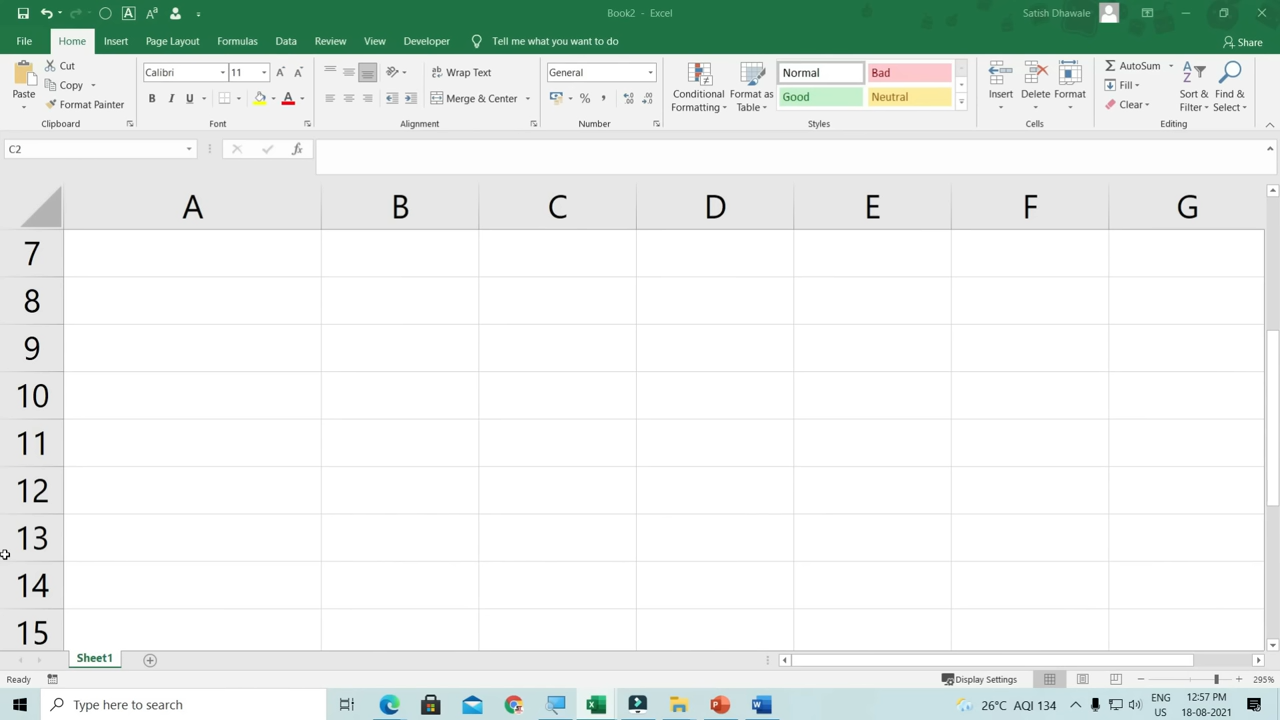 Book2 - Excel
Satish Dhawale
File Home Insert Page Layout Formulas Data Review View Developer Tell me what you want to do Share
Paste
Cut
Copy
Format Painter
Clipboard
Calibri 11
B I U
Font
Wrap Text
Merge & Center
Alignment
General
Number
Conditional Formatting
Format as Table
Normal Bad
Good Neutral
Styles
Insert Delete Format
Cells
AutoSum
Fill
Clear
Sort & Filter
Find & Select
Editing
C2
fx
A B C D E F G
7
8
9
10
11
12
13
14
15
Sheet1
Ready
Display Settings
295%
Type here to search
26°C AQI 134
ENG US
12:57 PM
18-08-2021